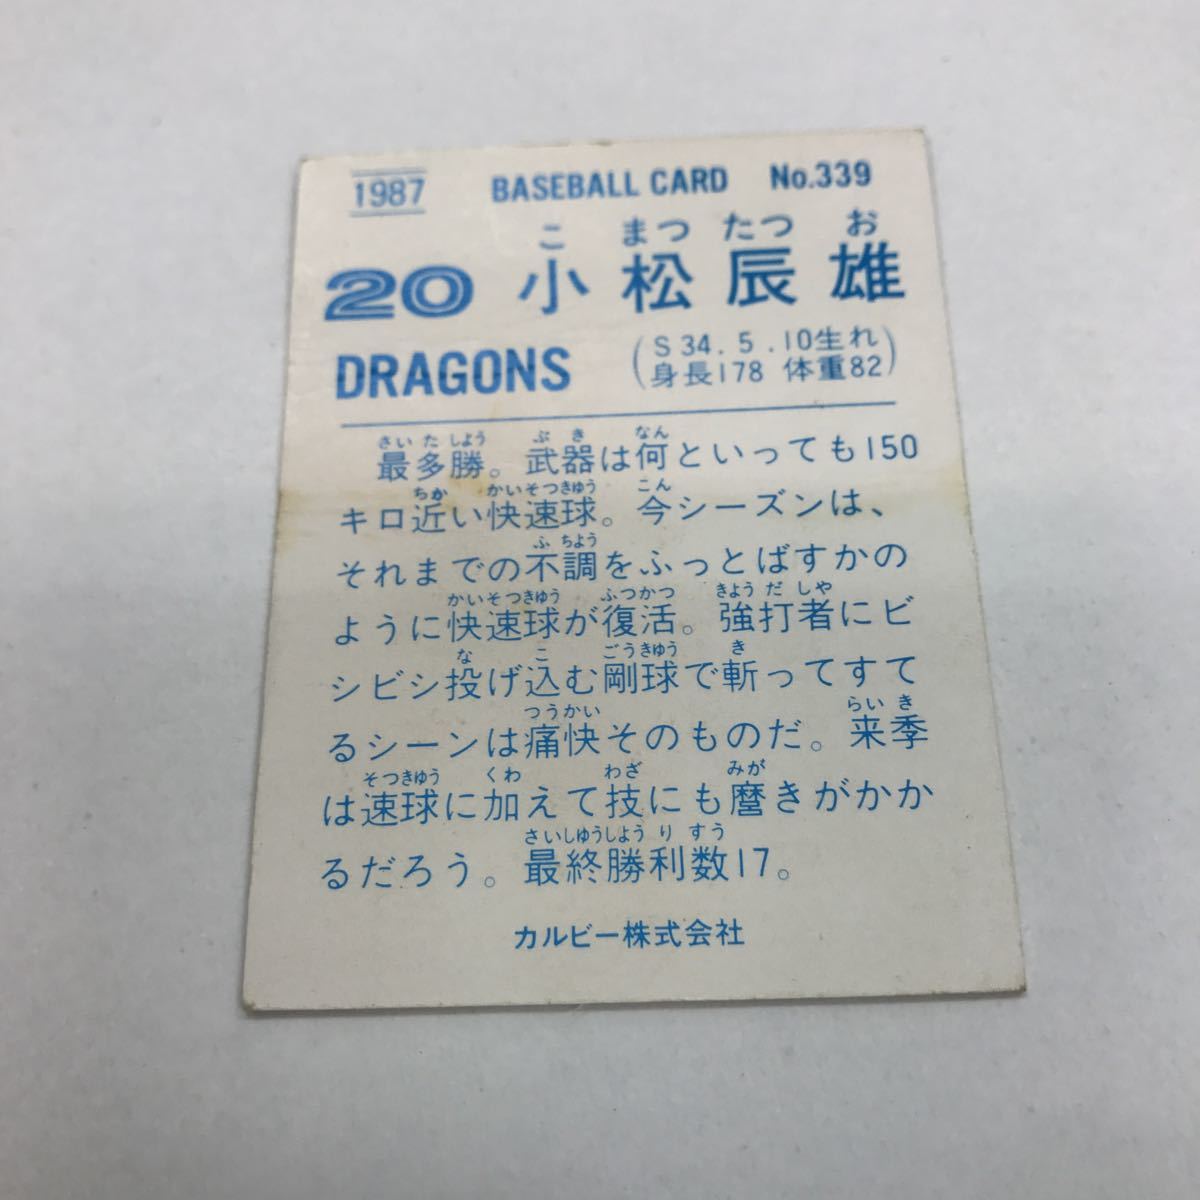 1987 BASEBALL CARD No.339
こ まつ たつ お
20 小松辰雄
DRAGONS
(S34.5.10生れ
身長178 体重82)
さい た しよう ぶ き なん
最多勝。武器は何といっても150
ちか かいそつきゆう こん
キロ近い快速球。今シーズンは、
ふ ちよう
それまでの不調をふっとばすかの
かいそつきゆう ふつかつ きよう だ しや
ように快速球が復活。強打者にビ
な こ ごうきゆう き
シビシ投げ込む剛球で斬ってすて
つうかい らい き
るシーンは痛快そのものだ。来季
そつきゆう くわ わざ みが
は速球に加えて技にも磨きがかか
さいしゆうしよう り すう
るだろう。最終勝利数17。
カルビー株式会社